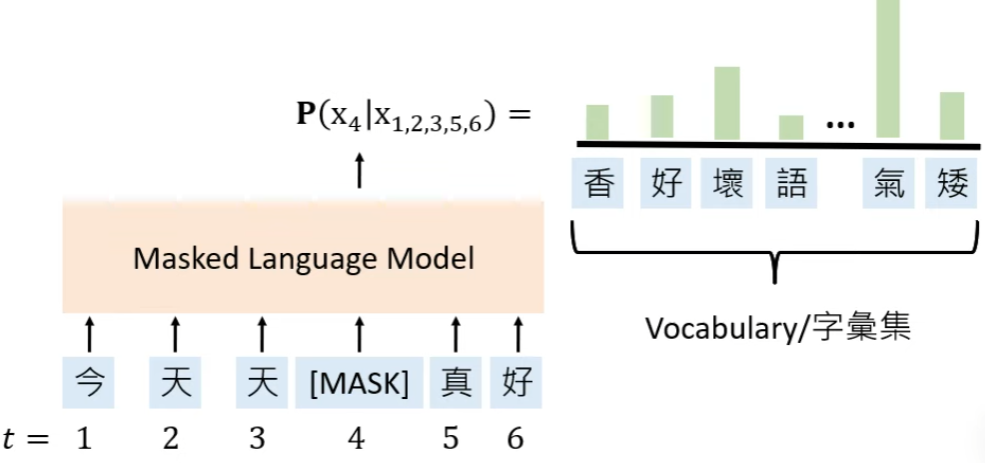 P(x₄|x₁,₂,₃,₅,₆) =
...
香 好 壞 語 氣 矮
Masked Language Model
Vocabulary/字彙集
今 天 天 [MASK] 真 好
t = 1 2 3 4 5 6